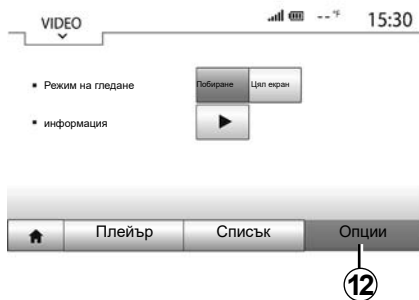 VIDEO
--°F
15:30
▪ Режим на гледане
Побиране
Цял екран
▪ информация
Плейър
Списък
Опции
12